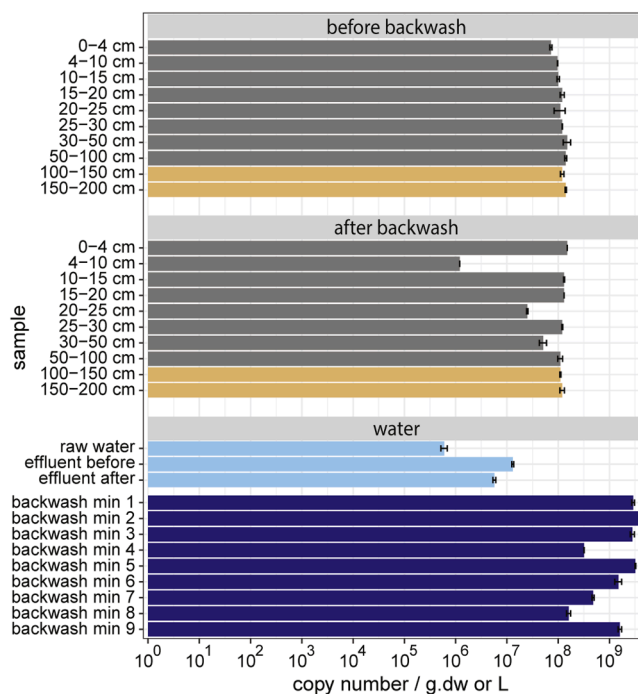 before backwash
0−4 cm
4−10 cm
10−15 cm
15−20 cm
20−25 cm
25−30 cm
30−50 cm
50−100 cm
100−150 cm
150−200 cm
after backwash
0−4 cm
4−10 cm
10−15 cm
15−20 cm
20−25 cm
25−30 cm
30−50 cm
50−100 cm
100−150 cm
150−200 cm
sample
water
raw water
effluent before
effluent after
backwash min 1
backwash min 2
backwash min 3
backwash min 4
backwash min 5
backwash min 6
backwash min 7
backwash min 8
backwash min 9
10⁰ 10¹ 10² 10³ 10⁴ 10⁵ 10⁶ 10⁷ 10⁸ 10⁹
copy number / g.dw or L